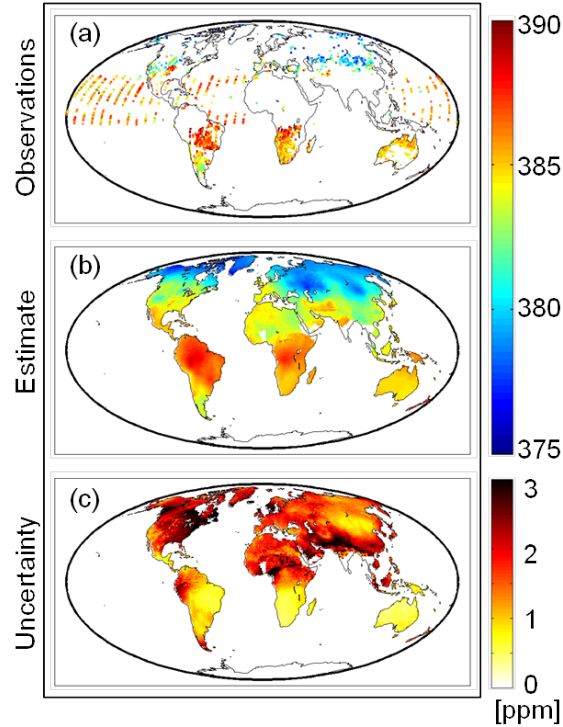 Observations
(a)
390
385
380
375
Estimate
(b)
Uncertainty
(c)
3
2
1
0
[ppm]